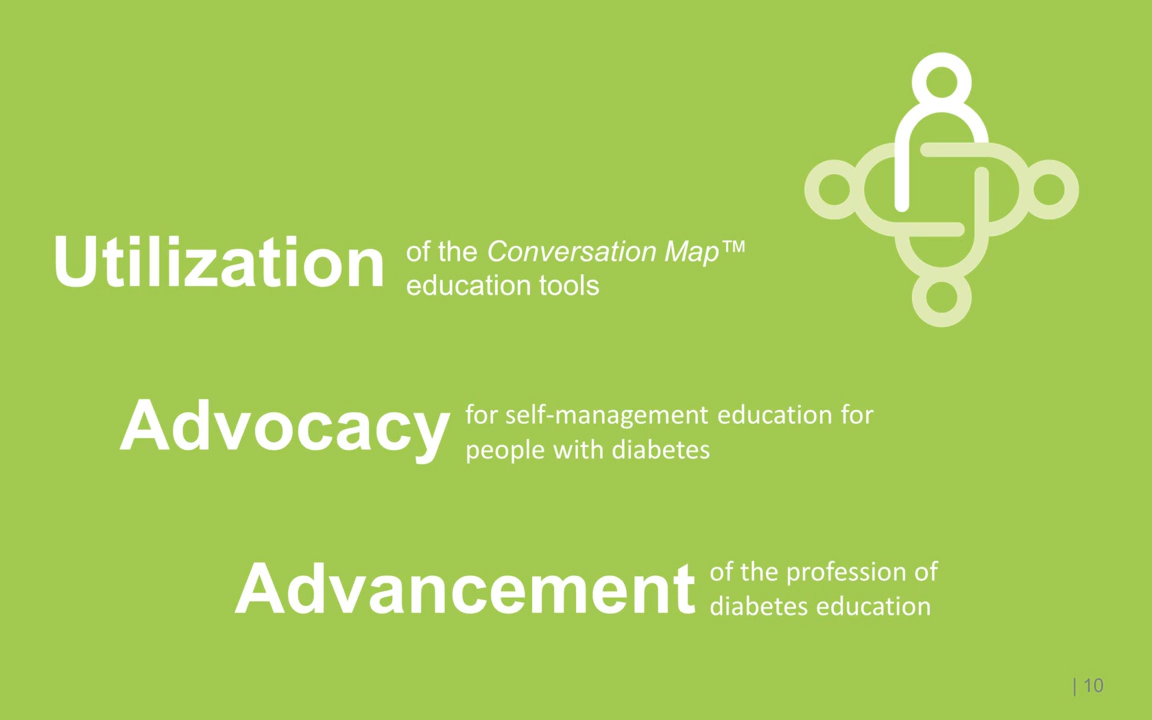 Utilization of the Conversation Map™
education tools
Advocacy for self-management education for
people with diabetes
Advancement of the profession of
diabetes education
| 10